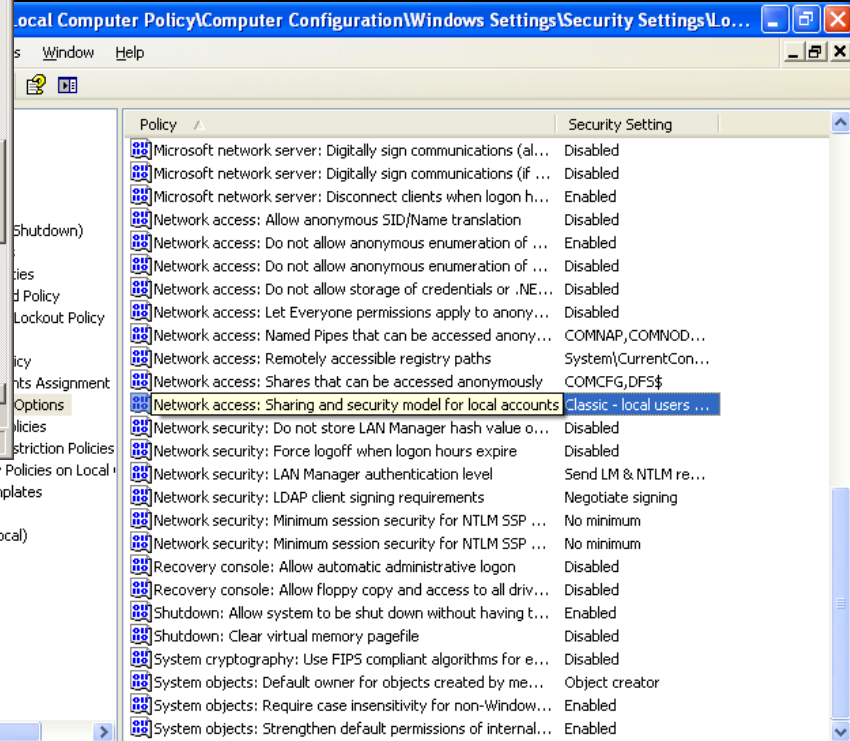 Local Computer Policy\Computer Configuration\Windows Settings\Security Settings\Lo...
s Window Help
Policy Security Setting
Microsoft network server: Digitally sign communications (al... Disabled
Microsoft network server: Digitally sign communications (if ... Disabled
Microsoft network server: Disconnect clients when logon h... Enabled
Network access: Allow anonymous SID/Name translation Disabled
Network access: Do not allow anonymous enumeration of ... Enabled
Network access: Do not allow anonymous enumeration of ... Disabled
Network access: Do not allow storage of credentials or .NE... Disabled
Network access: Let Everyone permissions apply to anony... Disabled
Network access: Named Pipes that can be accessed anony... COMNAP,COMNOD...
Network access: Remotely accessible registry paths System\CurrentCon...
Network access: Shares that can be accessed anonymously COMCFG,DFS$
Network access: Sharing and security model for local accounts Classic - local users ...
Network security: Do not store LAN Manager hash value o... Disabled
Network security: Force logoff when logon hours expire Disabled
Network security: LAN Manager authentication level Send LM & NTLM re...
Network security: LDAP client signing requirements Negotiate signing
Network security: Minimum session security for NTLM SSP ... No minimum
Network security: Minimum session security for NTLM SSP ... No minimum
Recovery console: Allow automatic administrative logon Disabled
Recovery console: Allow floppy copy and access to all driv... Disabled
Shutdown: Allow system to be shut down without having t... Enabled
Shutdown: Clear virtual memory pagefile Disabled
System cryptography: Use FIPS compliant algorithms for e... Disabled
System objects: Default owner for objects created by me... Object creator
System objects: Require case insensitivity for non-Window... Enabled
System objects: Strengthen default permissions of internal... Enabled
Shutdown)
cies
d Policy
Lockout Policy
icy
nts Assignment
Options
olicies
striction Policies
Policies on Local
mplates
ocal)